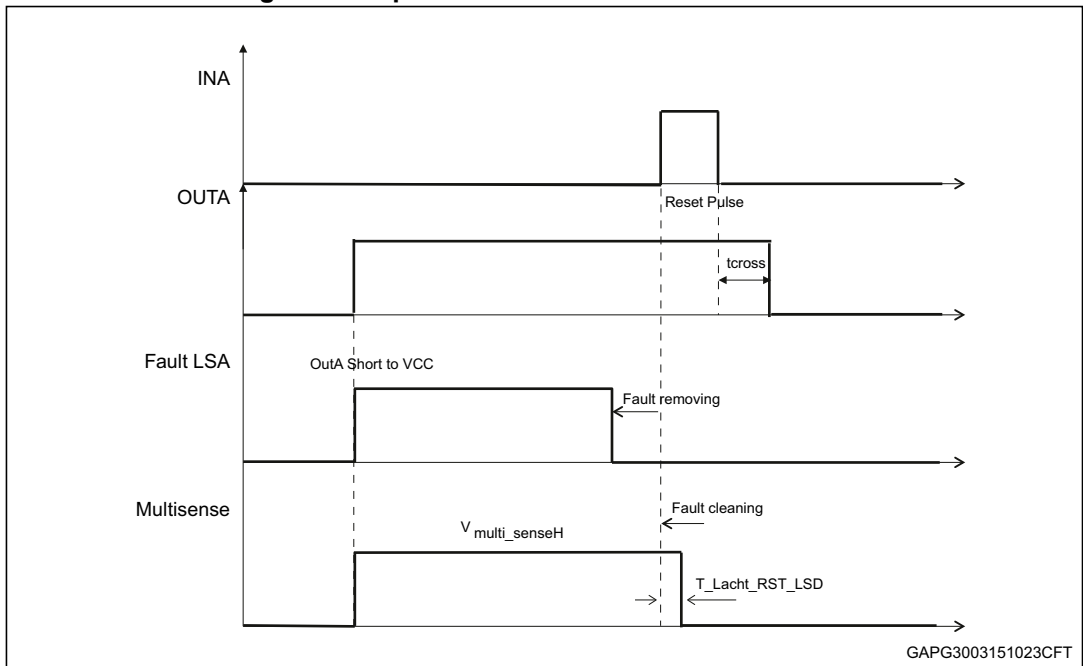 INA
OUTA
Reset Pulse
tcross
Fault LSA
OutA Short to VCC
Fault removing
Multisense
Fault cleaning
V multi_senseH
T_Lacht_RST_LSD
GAPG3003151023CFT